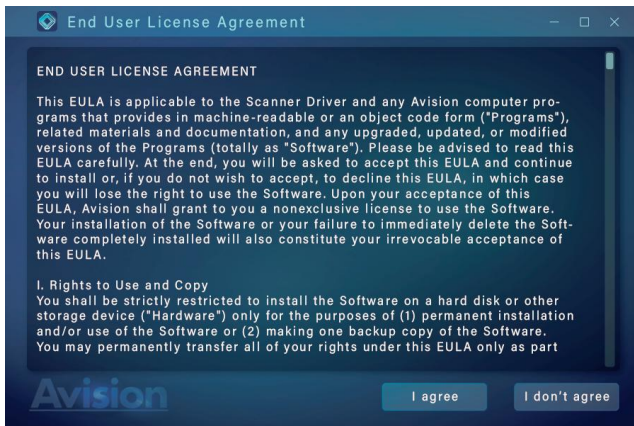 End User License Agreement
END USER LICENSE AGREEMENT
This EULA is applicable to the Scanner Driver and any Avision computer pro-
grams that provides in machine-readable or an object code form ("Programs"),
related materials and documentation, and any upgraded, updated, or modified
versions of the Programs (totally as "Software"). Please be advised to read this
EULA carefully. At the end, you will be asked to accept this EULA and continue
to install or, if you do not wish to accept, to decline this EULA, in which case
you will lose the right to use the Software. Upon your acceptance of this
EULA, Avision shall grant to you a nonexclusive license to use the Software.
Your installation of the Software or your failure to immediately delete the Soft-
ware completely installed will also constitute your irrevocable acceptance of
this EULA.
I. Rights to Use and Copy
You shall be strictly restricted to install the Software on a hard disk or other
storage device ("Hardware") only for the purposes of (1) permanent installation
and/or use of the Software or (2) making one backup copy of the Software.
You may permanently transfer all of your rights under this EULA only as part
Avision
I agree
I don't agree